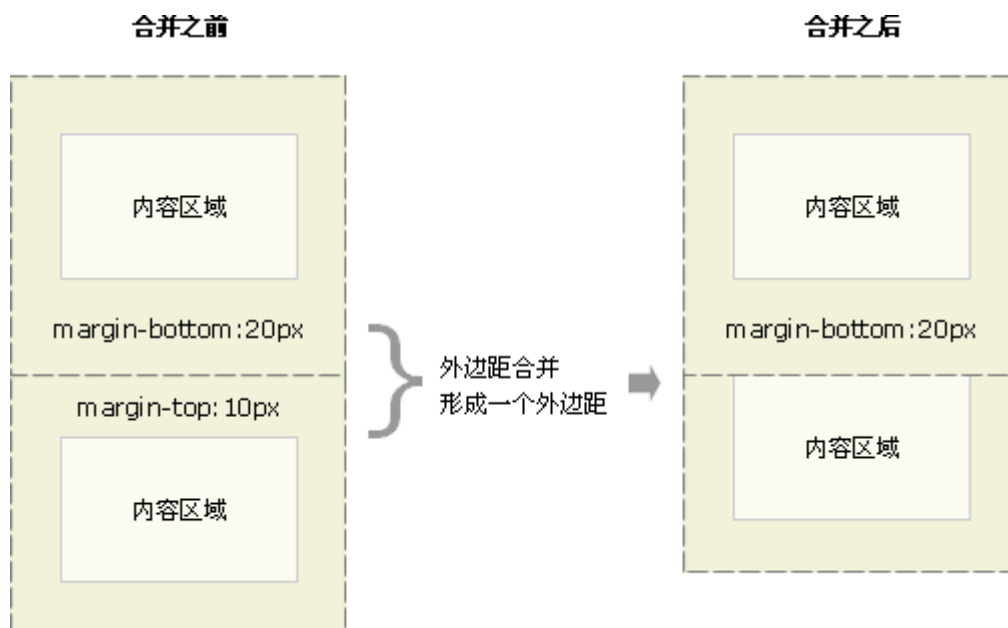 合并之前
合并之后
内容区域
margin-bottom:20px
margin-top:10px
内容区域
外边距合并
形成一个外边距
内容区域
margin-bottom:20px
内容区域